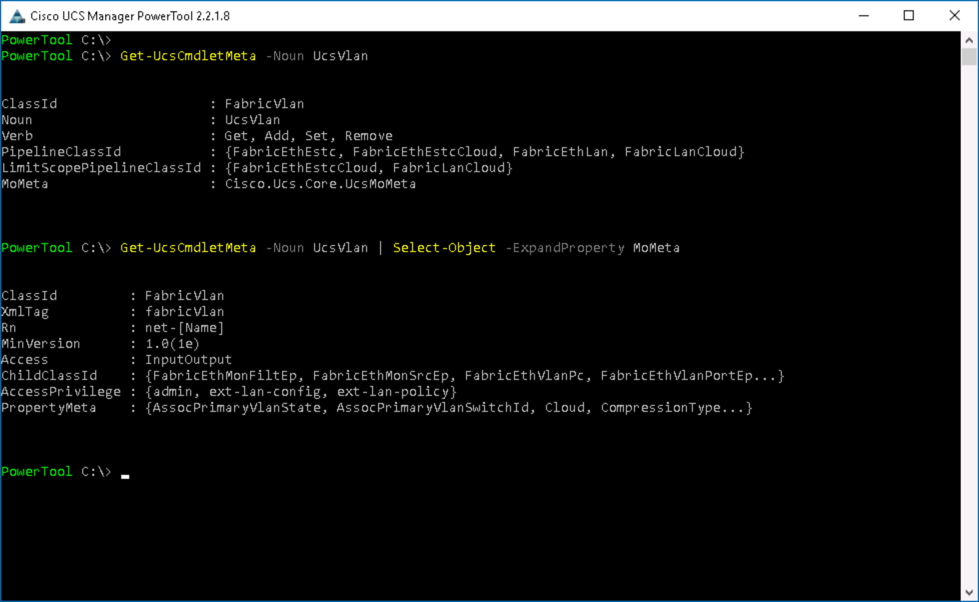 Cisco UCS Manager PowerTool 2.2.1.8
PowerTool C:\>
PowerTool C:\> Get-UcsCmdletMeta -Noun UcsVlan
ClassId : FabricVlan
Noun : UcsVlan
Verb : Get, Add, Set, Remove
PipelineClassId : {FabricEthEstc, FabricEthEstcCloud, FabricEthLan, FabricLanCloud}
LimitScopePipelineClassId : {FabricEthEstcCloud, FabricLanCloud}
MoMeta : Cisco.Ucs.Core.UcsMoMeta
PowerTool C:\> Get-UcsCmdletMeta -Noun UcsVlan | Select-Object -ExpandProperty MoMeta
ClassId : FabricVlan
XmlTag : fabricVlan
Rn : net-[Name]
MinVersion : 1.0(1e)
Access : InputOutput
ChildClassId : {FabricEthMonFiltEp, FabricEthMonSrcEp, FabricEthVlanPc, FabricEthVlanPortEp...}
AccessPrivilege : {admin, ext-lan-config, ext-lan-policy}
PropertyMeta : {AssocPrimaryVlanState, AssocPrimaryVlanSwitchId, Cloud, CompressionType...}
PowerTool C:\>